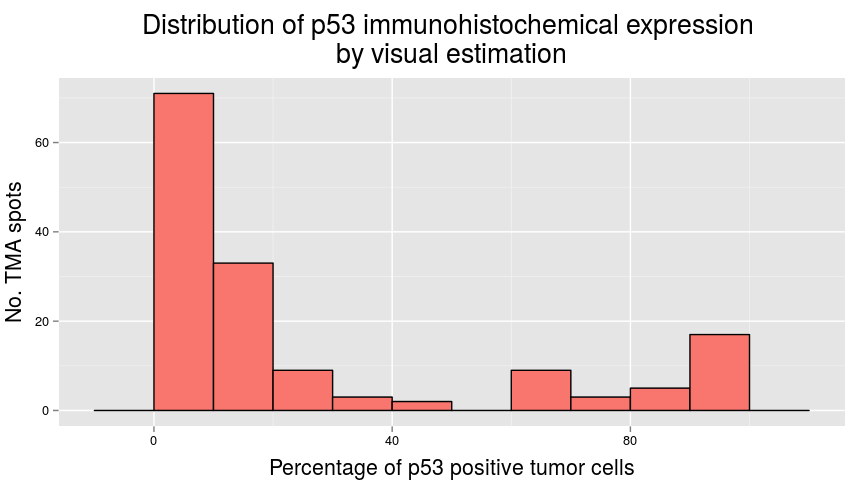 Distribution of p53 immunohistochemical expression
by visual estimation
No. TMA spots
60
40
20
0
0 40 80
Percentage of p53 positive tumor cells